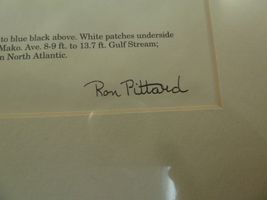 to blue black above. White patches underside
Mako. Ave. 8-9 ft. to 13.7 ft. Gulf Stream;
n North Atlantic.
Ron Pittard